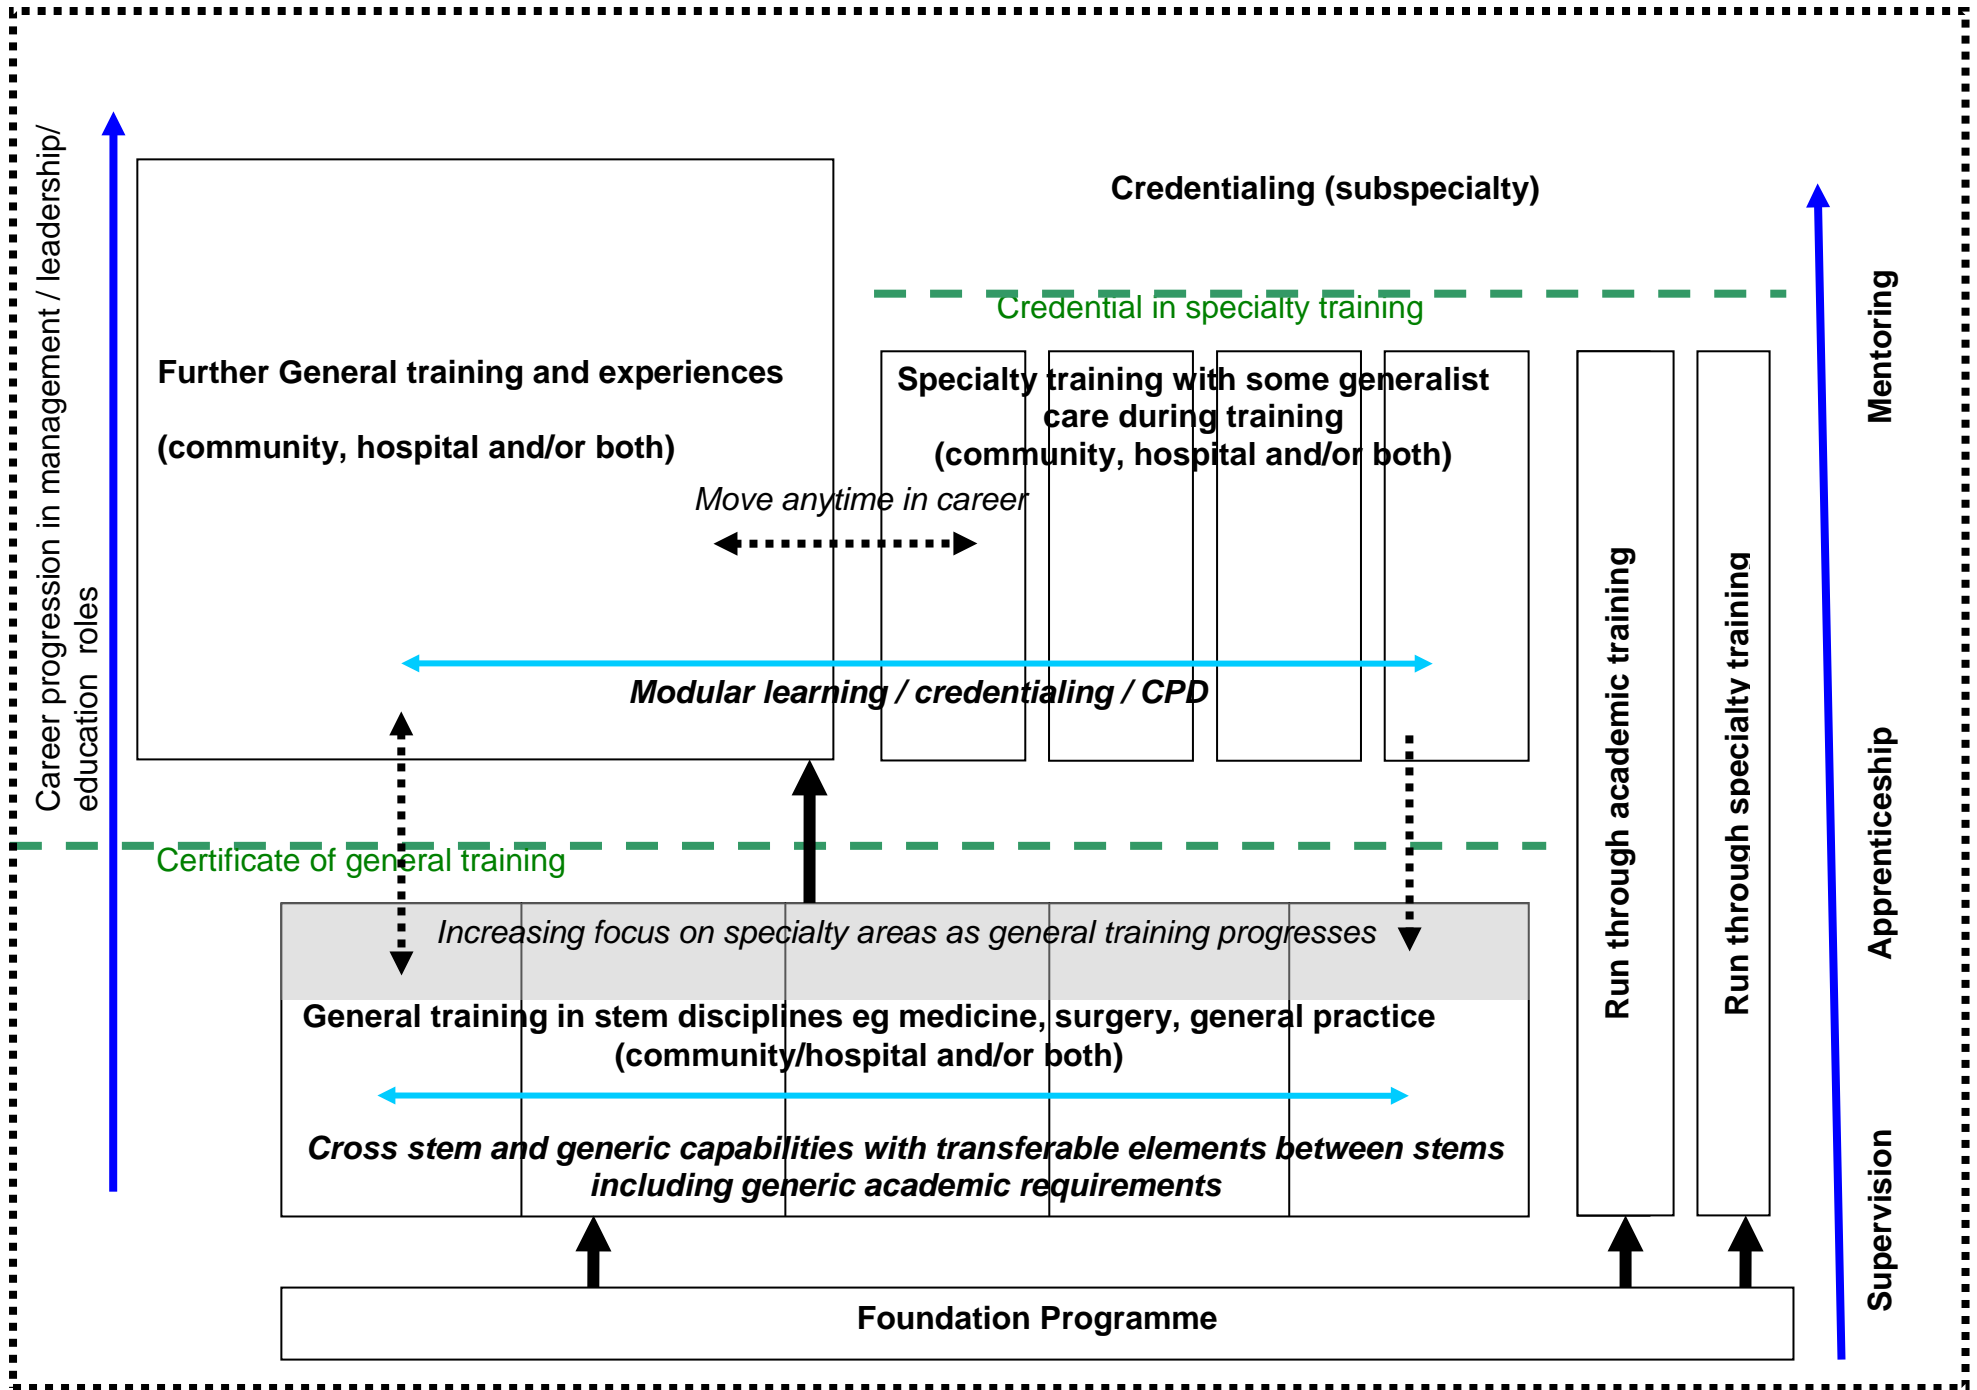 Career progression in management / leadership/
education roles
Credentialing (subspecialty)
Credential in specialty training
Further General training and experiences
(community, hospital and/or both)
Specialty training with some generalist
care during training
(community, hospital and/or both)
Move anytime in career
Modular learning / credentialing / CPD
Certificate of general training
Increasing focus on specialty areas as general training progresses
General training in stem disciplines eg medicine, surgery, general practice
(community/hospital and/or both)
Cross stem and generic capabilities with transferable elements between stems
including generic academic requirements
Foundation Programme
Run through academic training
Run through specialty training
Mentoring
Apprenticeship
Supervision